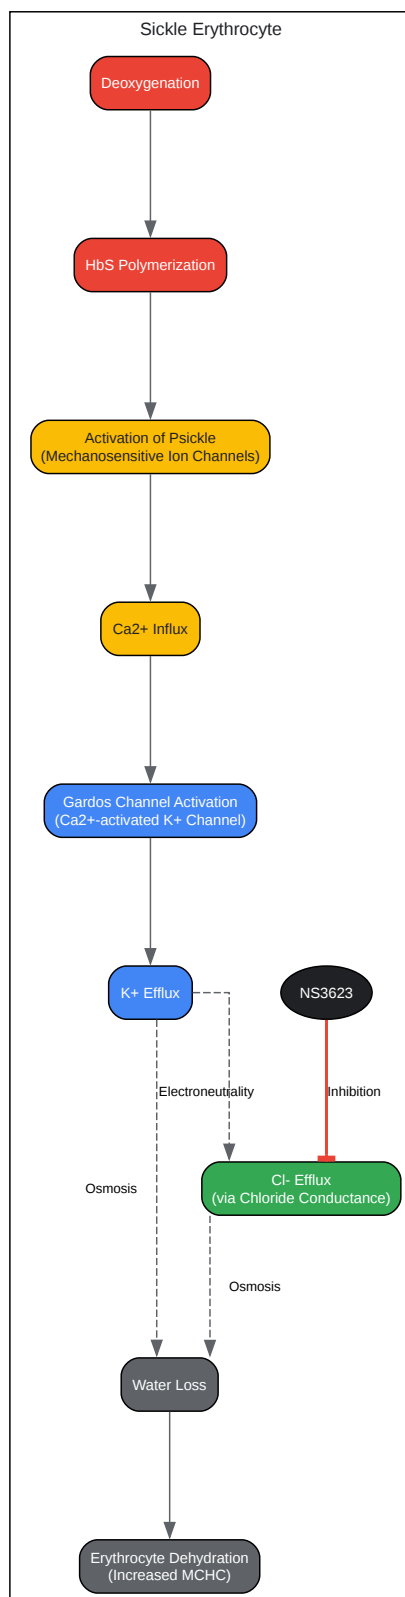 Sickle Erythrocyte
Deoxygenation
HbS Polymerization
Activation of Psickle
(Mechanosensitive Ion Channels)
Ca2+ Influx
Gardos Channel Activation
(Ca2+-activated K+ Channel)
K+ Efflux
NS3623
Electroneutrality
Inhibition
Osmosis
Cl- Efflux
(via Chloride Conductance)
Osmosis
Water Loss
Erythrocyte Dehydration
(Increased MCHC)